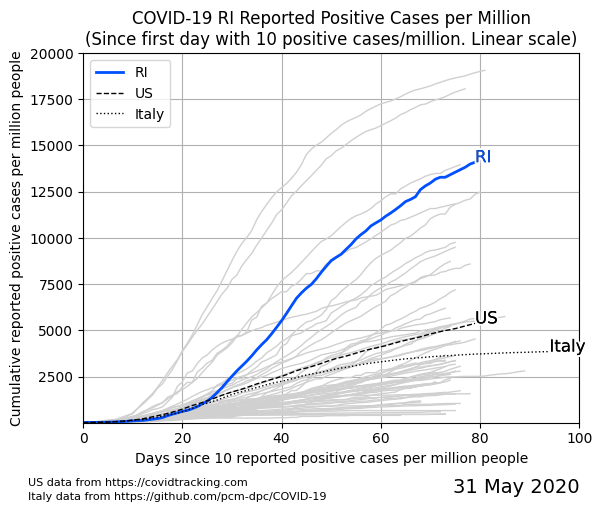 COVID-19 RI Reported Positive Cases per Million
(Since first day with 10 positive cases/million. Linear scale)
Cumulative reported positive cases per million people
20000
17500
15000
12500
10000
7500
5000
2500
RI
US
Italy
RI
US
Italy
0
20
40
60
80
100
Days since 10 reported positive cases per million people
US data from https://covidtracking.com
Italy data from https://github.com/pcm-dpc/COVID-19
31 May 2020